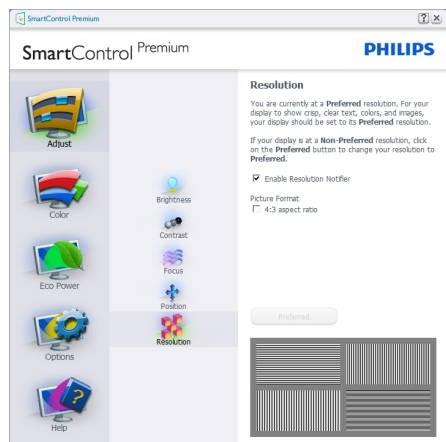 SmartControl Premium
SmartControl Premium
PHILIPS
Adjust
Color
Eco Power
Options
Help
Brightness
Contrast
Focus
Position
Resolution
Resolution
You are currently at a Preferred resolution. For your
display to show crisp, clear text, colors, and images,
your display should be set to its Preferred resolution.
If your display is at a Non-Preferred resolution, click
on the Preferred button to change your resolution to
Preferred.
Enable Resolution Notifier
Picture Format
4:3 aspect ratio
Preferred